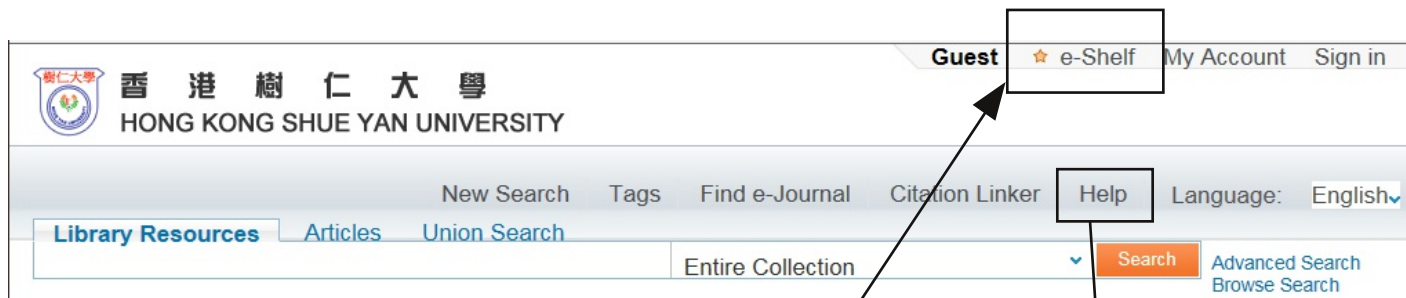 Guest e-Shelf My Account Sign in
樹仁大學
香港樹仁大學
HONG KONG SHUE YAN UNIVERSITY
New Search Tags Find e-Journal Citation Linker Help Language: English
Library Resources Articles Union Search
Entire Collection Search Advanced Search
Browse Search